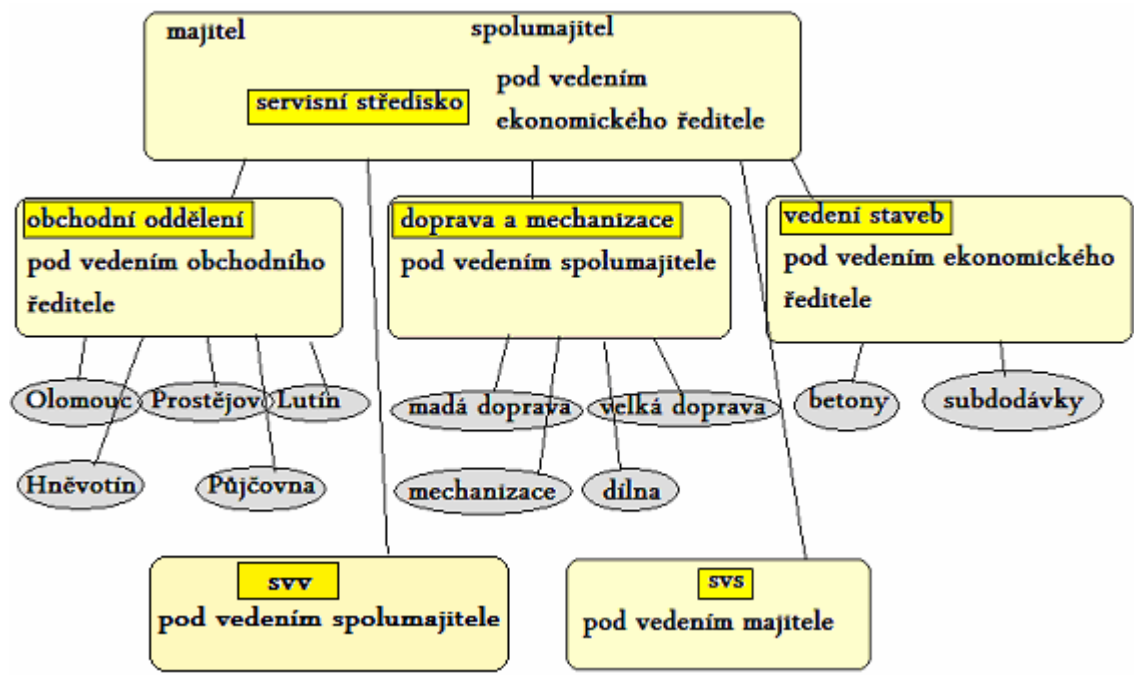 majitel
spolumajitel
servisní středisko
pod vedením
ekonomického ředitele
obchodní oddělení
pod vedením obchodního
ředitele
doprava a mechanizace
pod vedením spolumajitele
vedení staveb
pod vedením ekonomického
ředitele
Olomouc
Prostějov
Lutín
madá doprava
velká doprava
betony
subdodávky
Hněvotín
Půjčovna
mechanizace
dílna
svv
pod vedením spolumajitele
svs
pod vedením majitele